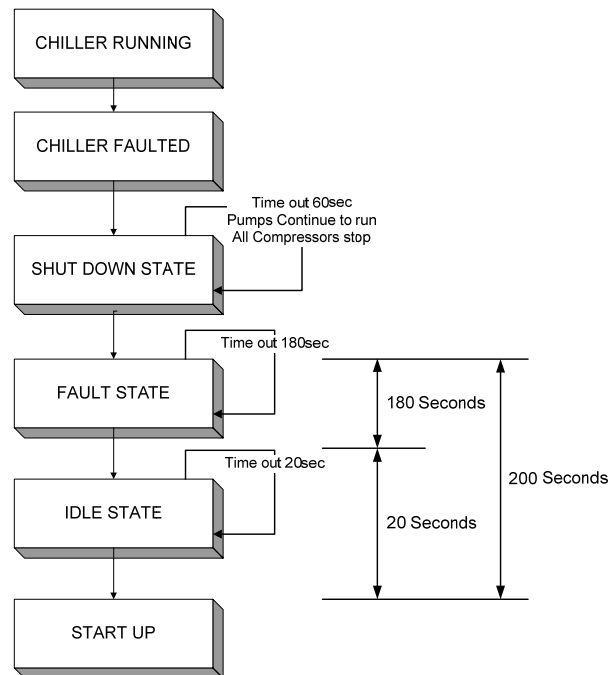 CHILLER RUNNING
CHILLER FAULTED
Time out 60sec
Pumps Continue to run
All Compressors stop
SHUT DOWN STATE
Time out 180sec
FAULT STATE
180 Seconds
Time out 20sec
200 Seconds
IDLE STATE
20 Seconds
START UP